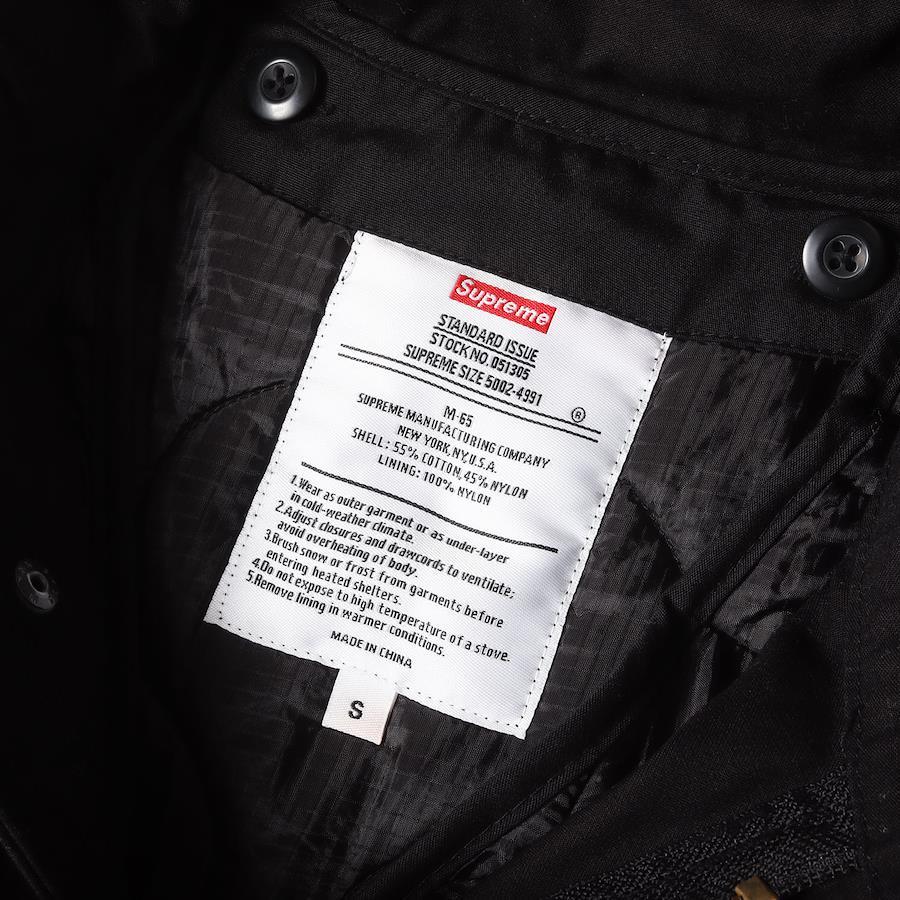 Supreme
STANDARD ISSUE
STOCK NO. 051305
SUPREME SIZE 5002-4991
®
M-65
SUPREME MANUFACTURING COMPANY
NEW YORK, NY, U.S.A.
SHELL: 55% COTTON, 45% NYLON
LINING: 100% NYLON
1.Wear as outer garment or as under-layer
in cold-weather climate.
2.Adjust closures and drawcords to ventilate;
avoid overheating of body.
3.Brush snow or frost from garments before
entering heated shelters.
4.Do not expose to high temperature of a stove.
5.Remove lining in warmer conditions.
MADE IN CHINA
S